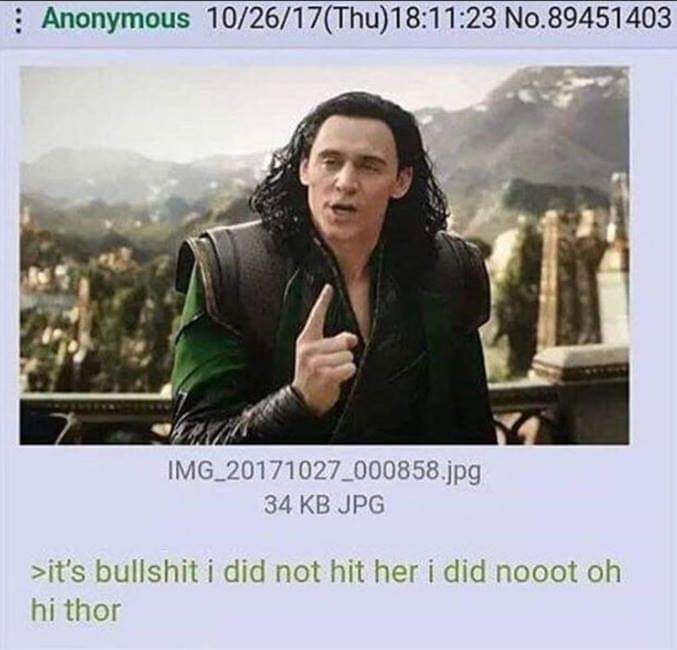 Anonymous 10/26/17(Thu)18:11:23 No.89451403
IMG_20171027_000858.jpg
34 KB JPG
>it's bullshit i did not hit her i did nooot oh
hi thor